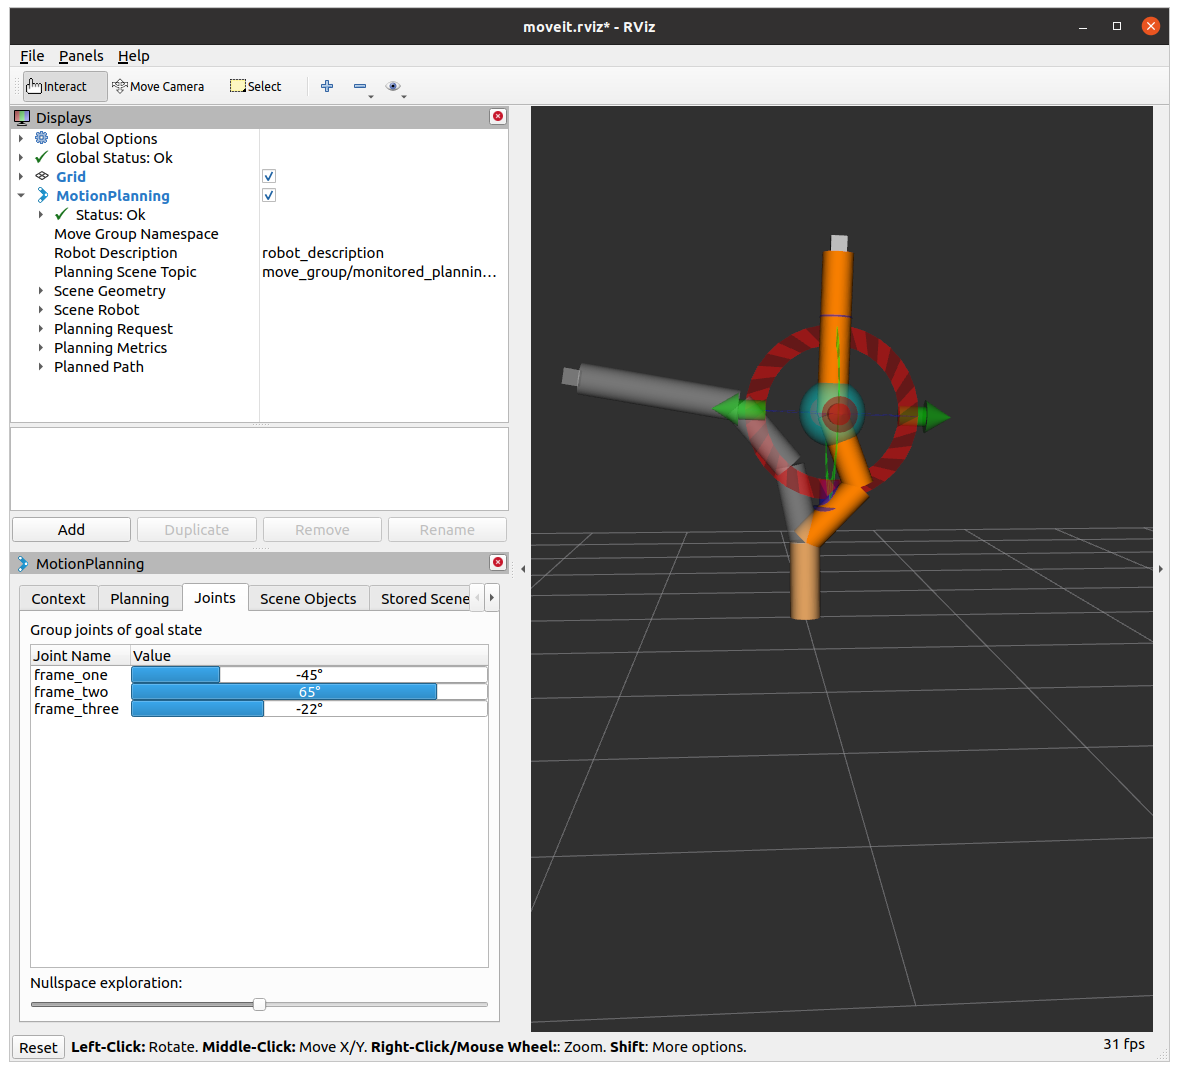 moveit.rviz* - RViz
File Panels Help
Interact Move Camera Select
Displays
Global Options
Global Status: Ok
Grid
MotionPlanning
Status: Ok
Move Group Namespace
Robot Description robot_description
Planning Scene Topic move_group/monitored_plannin...
Scene Geometry
Scene Robot
Planning Request
Planning Metrics
Planned Path
Add Duplicate Remove Rename
MotionPlanning
Context Planning Joints Scene Objects Stored Scene
Group joints of goal state
Joint Name Value
frame_one -45°
frame_two 65°
frame_three -22°
Nullspace exploration:
Reset Left-Click: Rotate. Middle-Click: Move X/Y. Right-Click/Mouse Wheel:: Zoom. Shift: More options. 31 fps